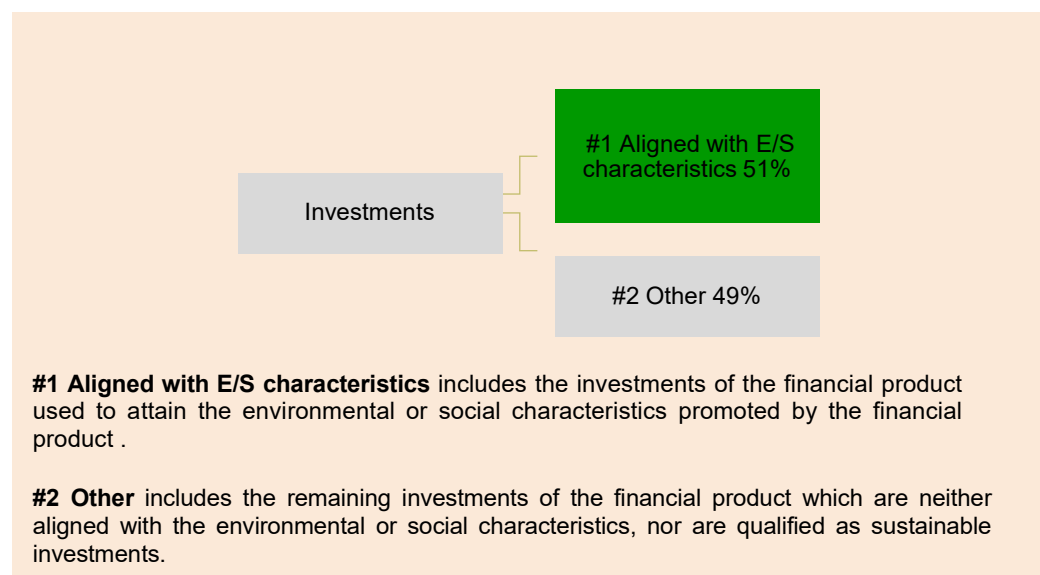 #1 Aligned with E/S
characteristics 51%
Investments
#2 Other 49%
#1 Aligned with E/S characteristics includes the investments of the financial product
used to attain the environmental or social characteristics promoted by the financial
product .
#2 Other includes the remaining investments of the financial product which are neither
aligned with the environmental or social characteristics, nor are qualified as sustainable
investments.